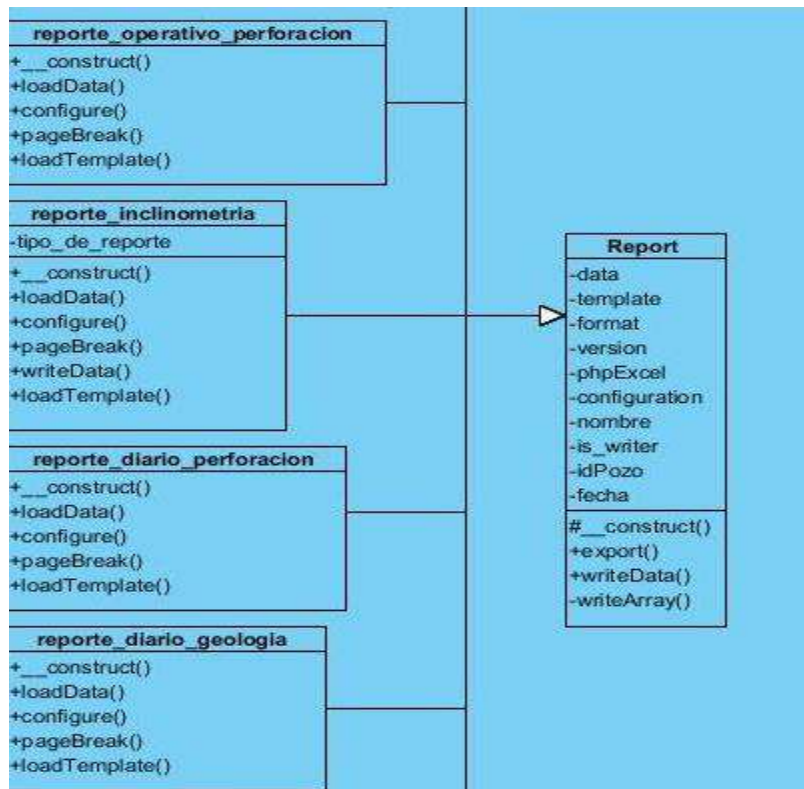 reporte_operativo_perforacion
+__construct()
+loadData()
+configure()
+pageBreak()
+loadTemplate()
reporte_inclinometria
-tipo_de_reporte
+__construct()
+loadData()
+configure()
+pageBreak()
+writeData()
+loadTemplate()
reporte_diario_perforacion
+__construct()
+loadData()
+configure()
+pageBreak()
+loadTemplate()
reporte_diario_geologia
+__construct()
+loadData()
+configure()
+pageBreak()
+loadTemplate()
Report
-data
-template
-format
-version
-phpExcel
-configuration
-nombre
-is_writer
-idPozo
-fecha
#__construct()
+export()
+writeData()
-writeArray()